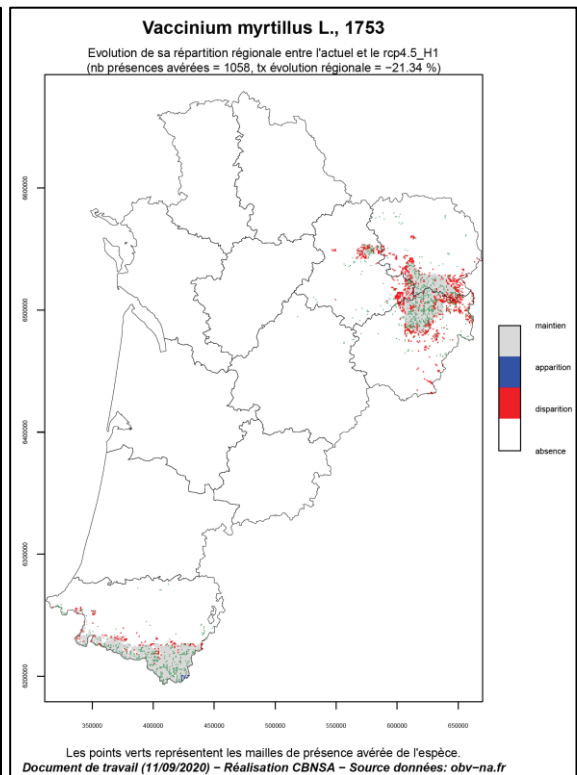 Vaccinium myrtillus L., 1753
Evolution de sa répartition régionale entre l'actuel et le rcp4.5_H1
(nb présences avérées = 1058, tx évolution régionale = −21.34 %)
6600000
6500000
6400000
6300000
6200000
maintien
apparition
disparition
absence
350000 400000 450000 500000 550000 600000 650000
Les points verts représentent les mailles de présence avérée de l'espèce.
Document de travail (11/09/2020) − Réalisation CBNSA − Source données: obv−na.fr